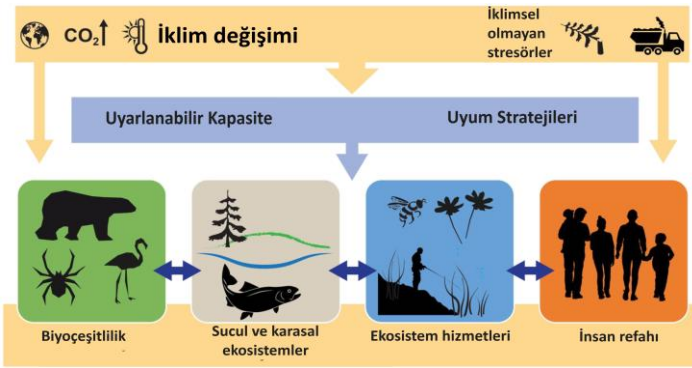 CO₂ İklim değişimi
İklimsel
olmayan
stresörler
Uyarlanabilir Kapasite
Uyum Stratejileri
Biyoçeşitlilik
Sucul ve karasal
ekosistemler
Ekosistem hizmetleri
İnsan refahı